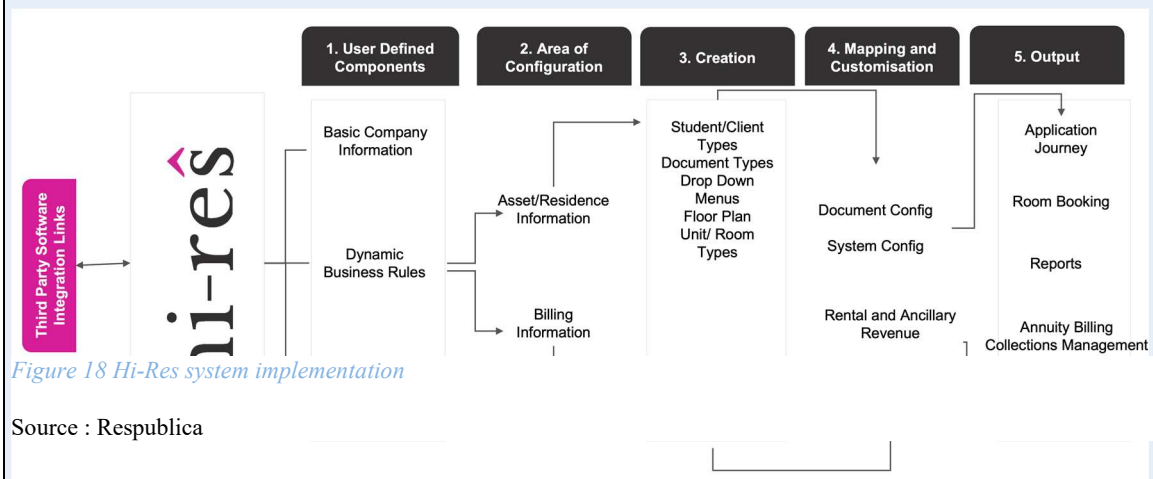 1. User Defined
Components
2. Area of
Configuration
3. Creation
4. Mapping and
Customisation
5. Output
Third Party Software
Integration Links
hi-rês
Basic Company
Information
Dynamic
Business Rules
Asset/Residence
Information
Billing
Information
Student/Client
Types
Document Types
Drop Down
Menus
Floor Plan
Unit/ Room
Types
Document Config
System Config
Rental and Ancillary
Revenue
Application
Journey
Room Booking
Reports
Annuity Billing
Collections Management
Figure 18 Hi-Res system implementation
Source : Respublica